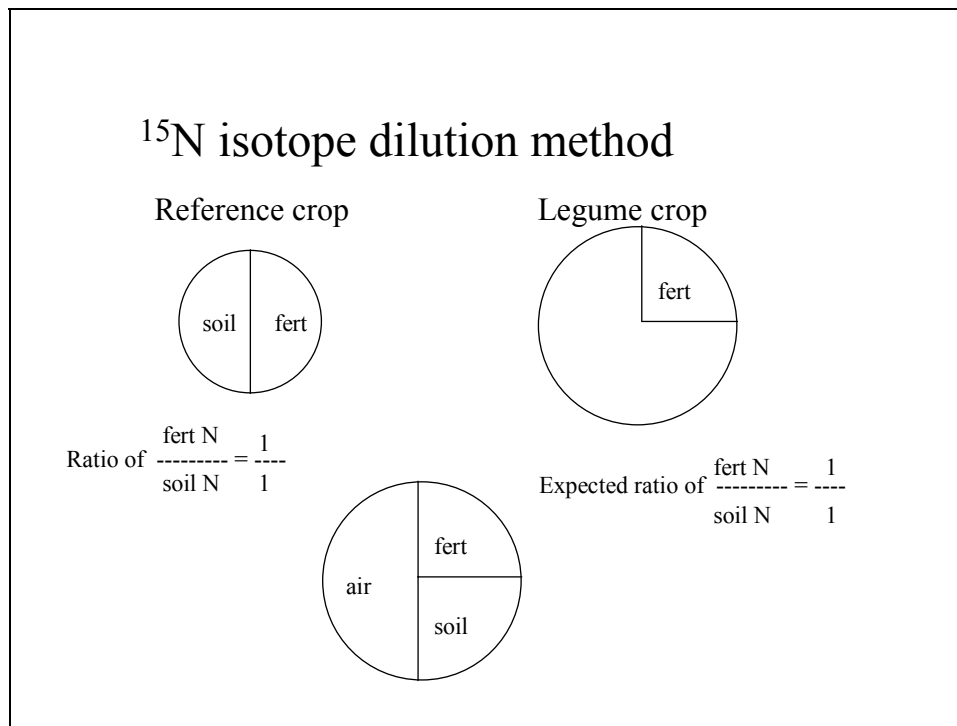 ¹⁵N isotope dilution method
Reference crop
Legume crop
soil
fert
fert
Ratio of fert N / soil N = 1 / 1
Expected ratio of fert N / soil N = 1 / 1
air
fert
soil